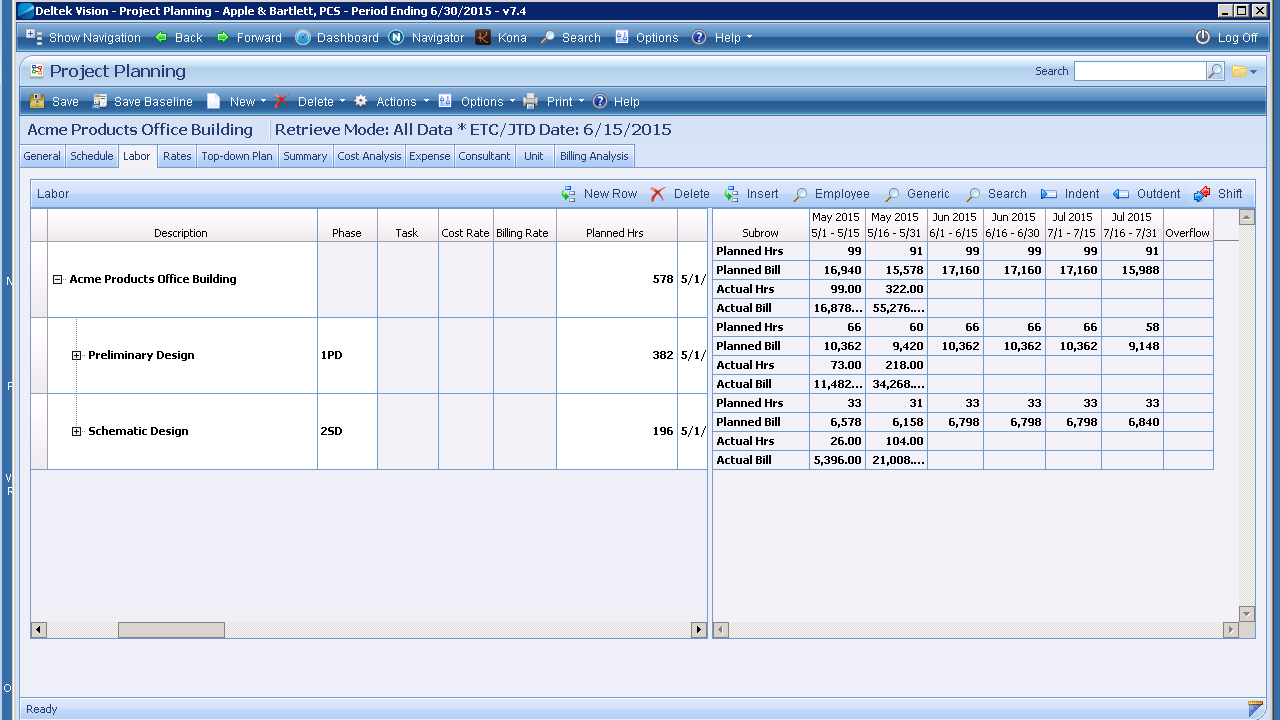 Deltek Vision - Project Planning - Apple & Bartlett, PCS - Period Ending 6/30/2015 - v7.4
Show Navigation Back Forward Dashboard Navigator Kona Search Options Help Log Off
Project Planning Search
Save Save Baseline New Delete Actions Options Print Help
Acme Products Office Building Retrieve Mode: All Data * ETC/JTD Date: 6/15/2015
General Schedule Labor Rates Top-down Plan Summary Cost Analysis Expense Consultant Unit Billing Analysis
Labor New Row Delete Insert Employee Generic Search Indent Outdent Shift
May 2015 May 2015 Jun 2015 Jun 2015 Jul 2015 Jul 2015
Description Phase Task Cost Rate Billing Rate Planned Hrs Subrow 5/1 - 5/15 5/16 - 5/31 6/1 - 6/15 6/16 - 6/30 7/1 - 7/15 7/16 - 7/31 Overflow
Planned Hrs 99 91 99 99 99 91
Planned Bill 16,940 15,578 17,160 17,160 17,160 15,988
Acme Products Office Building 578 5/1/
Actual Hrs 99.00 322.00
Actual Bill 16,878... 55,276....
Planned Hrs 66 60 66 66 66 58
Planned Bill 10,362 9,420 10,362 10,362 10,362 9,148
Preliminary Design 1PD 382 5/1/
Actual Hrs 73.00 218.00
Actual Bill 11,482... 34,268....
Planned Hrs 33 31 33 33 33 33
Planned Bill 6,578 6,158 6,798 6,798 6,798 6,840
Schematic Design 2SD 196 5/1/
Actual Hrs 26.00 104.00
Actual Bill 5,396.00 21,008....
Ready